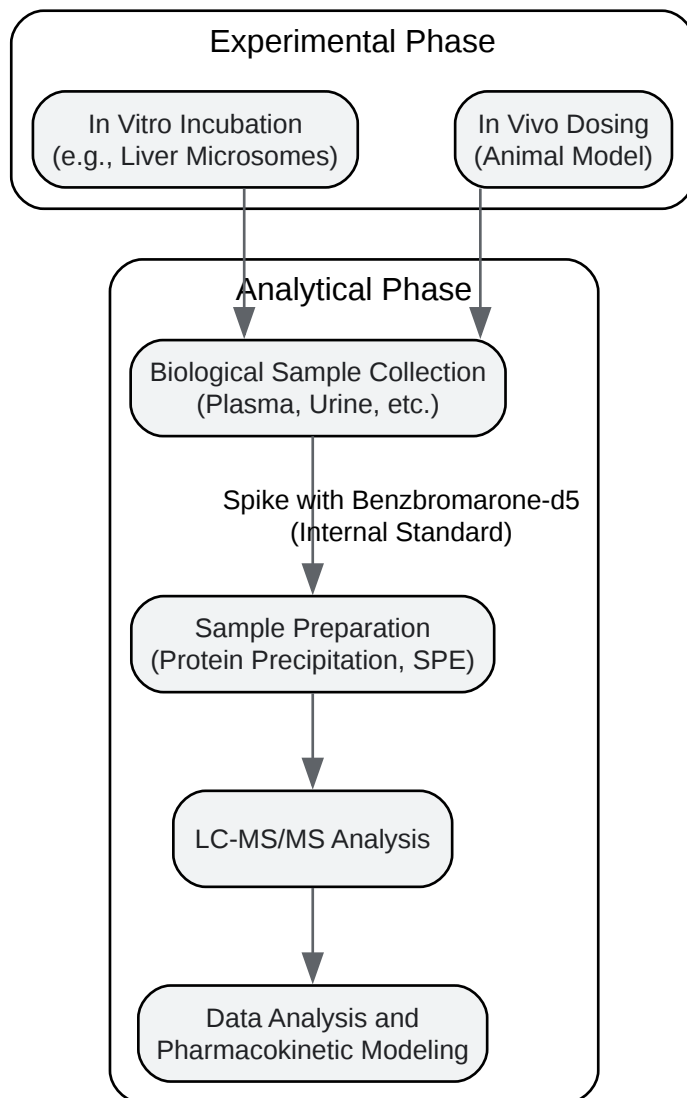 Experimental Phase
In Vitro Incubation
(e.g., Liver Microsomes)
In Vivo Dosing
(Animal Model)
Analytical Phase
Biological Sample Collection
(Plasma, Urine, etc.)
Spike with Benzbromarone-d5
(Internal Standard)
Sample Preparation
(Protein Precipitation, SPE)
LC-MS/MS Analysis
Data Analysis and
Pharmacokinetic Modeling